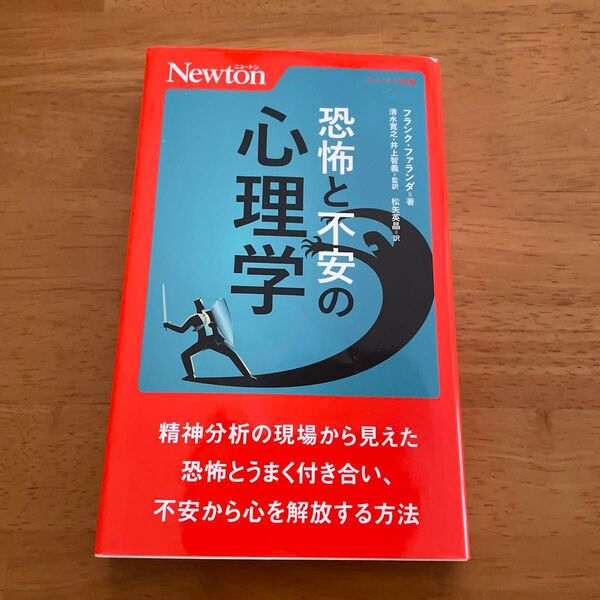 ニュートン
Newton
ニュートン新書
恐怖と不安の
心理学
フランク・ファランダ=著
清水寛之・井上智義=監訳 松矢英晶=訳
精神分析の現場から見えた
恐怖とうまく付き合い、
不安から心を解放する方法